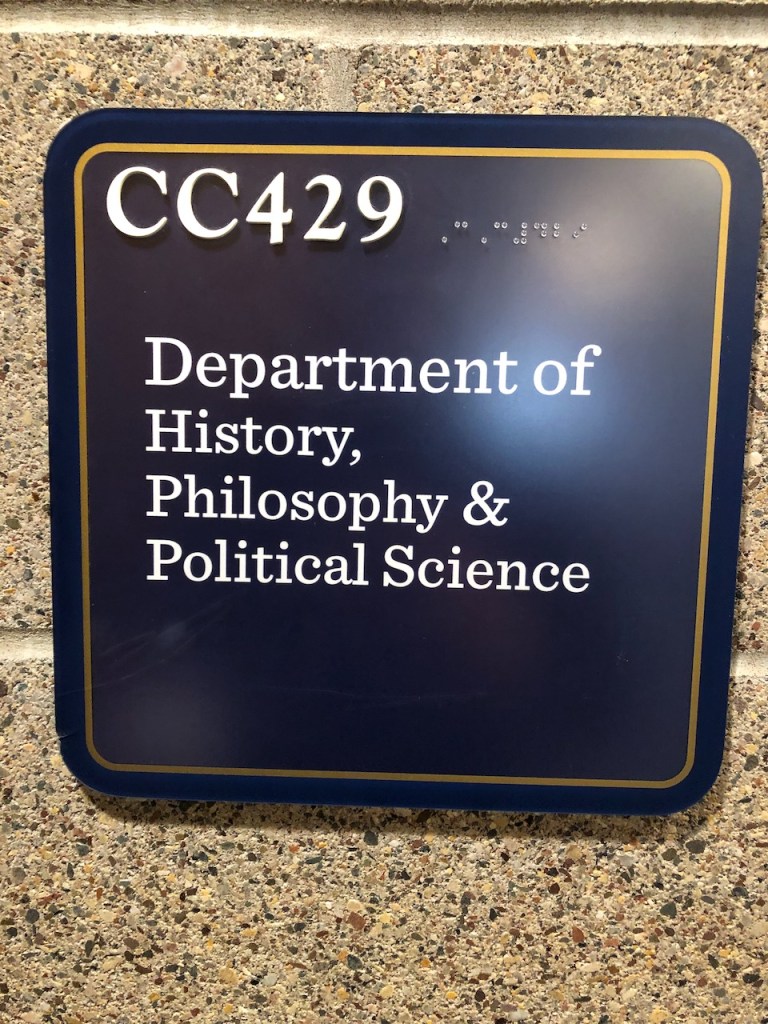 CC429 ⠠⠉⠠⠉⠼⠙⠃⠊
Department of
History,
Philosophy &
Political Science